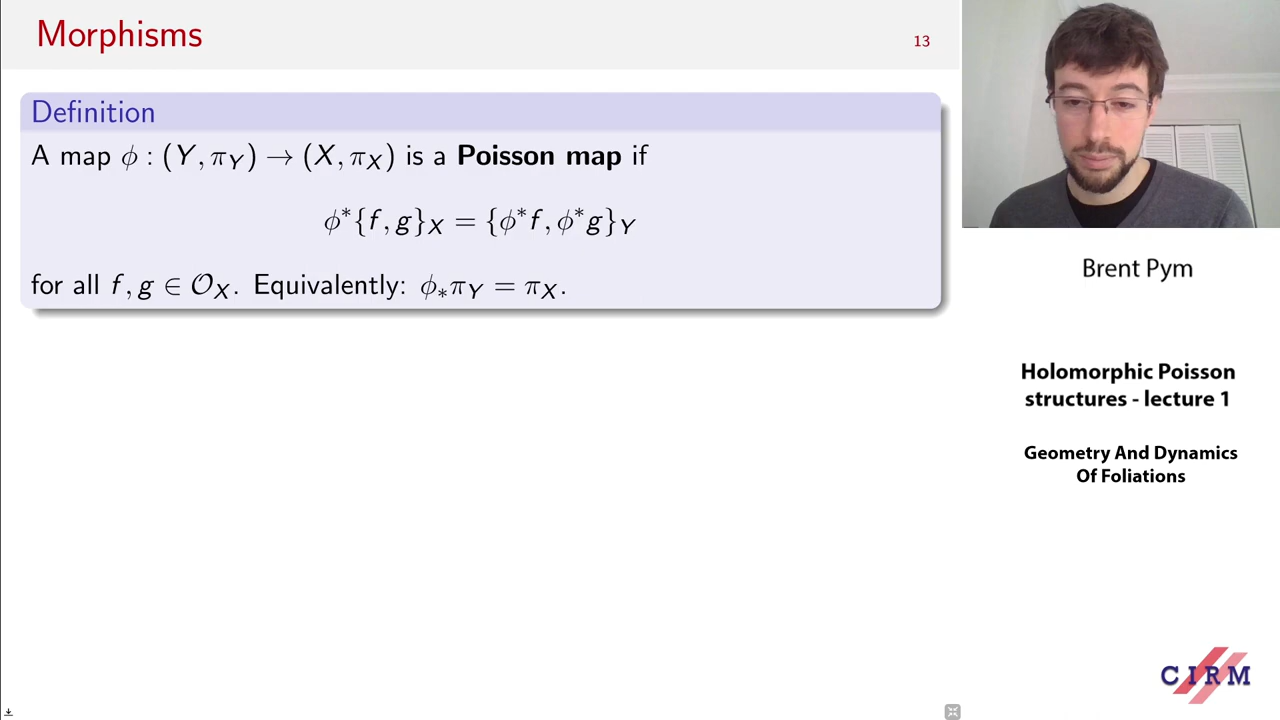 Morphisms
13
Definition
A map ϕ : (Y, π_Y) → (X, π_X) is a Poisson map if
ϕ*{f, g}_X = {ϕ*f, ϕ*g}_Y
for all f, g ∈ 𝒪_X. Equivalently: ϕ_*π_Y = π_X.
Brent Pym
Holomorphic Poisson
structures - lecture 1
Geometry And Dynamics
Of Foliations
CIRM